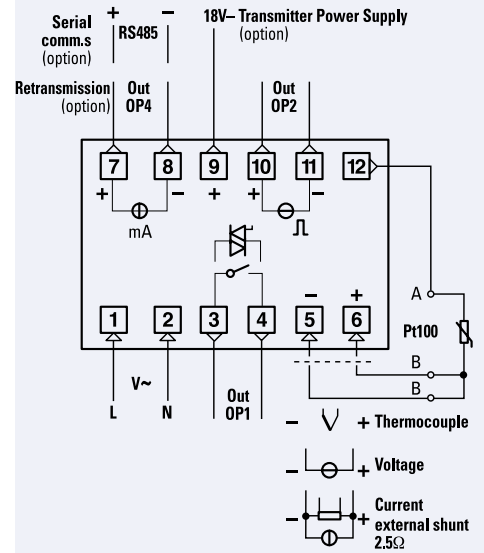 Serial comm.s (option)
+ RS485 –
18V– Transmitter Power Supply (option)
Retransmission (option)
Out OP4
Out OP2
7 8 9 10 11 12
+ – + + –
mA
– +
1 2 3 4 5 6
A
Pt100
B
B
V~
L N
Out OP1
– + Thermocouple
– + Voltage
– + Current external shunt 2.5Ω